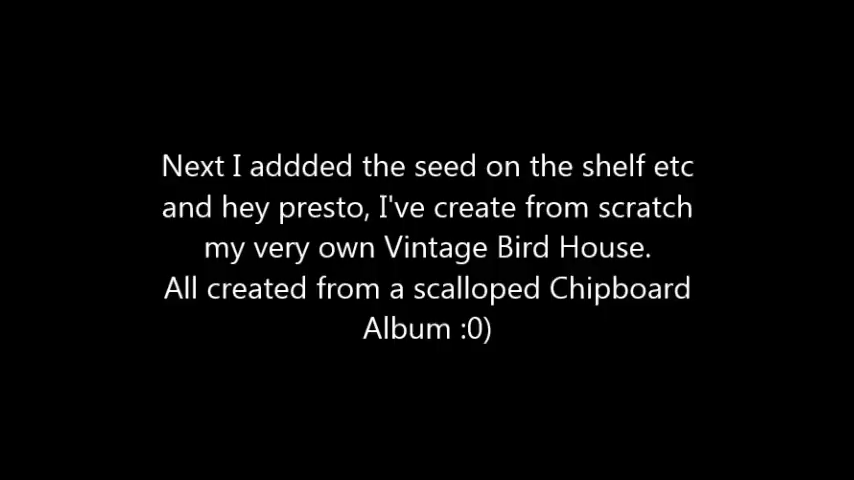 Next I addded the seed on the shelf etc
and hey presto, I've create from scratch
my very own Vintage Bird House.
All created from a scalloped Chipboard
Album :0)